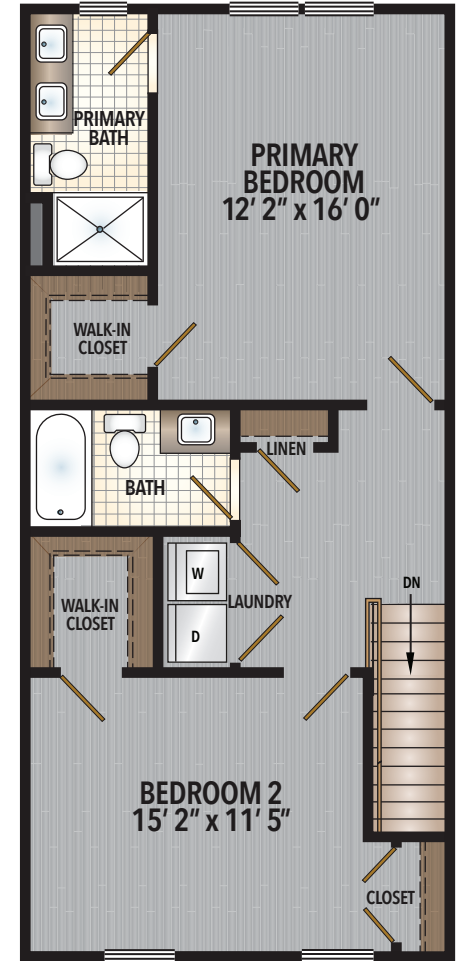 PRIMARY
BATH
PRIMARY
BEDROOM
12' 2" x 16' 0"
WALK-IN
CLOSET
LINEN
BATH
W
D
LAUNDRY
DN
WALK-IN
CLOSET
BEDROOM 2
15' 2" x 11' 5"
CLOSET